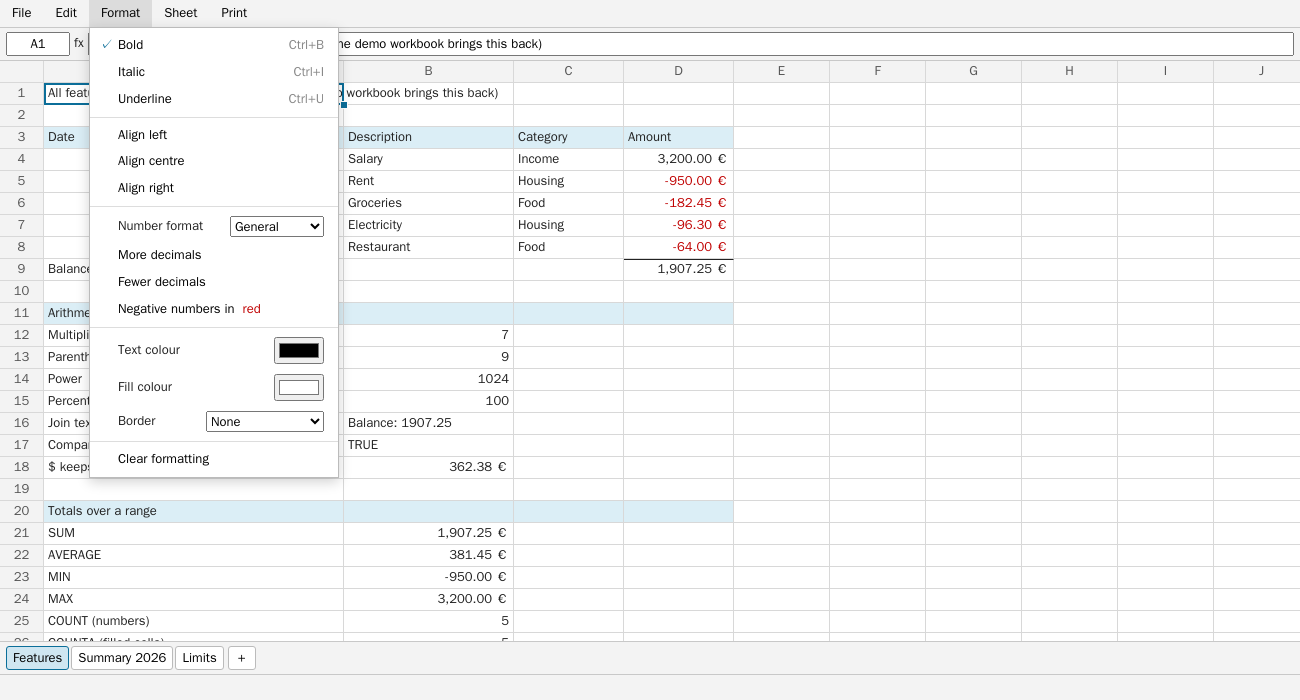 File Edit Format Sheet Print
A1 fx me demo workbook brings this back)
✓ Bold Ctrl+B
Italic Ctrl+I
Underline Ctrl+U
Align left
Align centre
Align right
Number format General
More decimals
Fewer decimals
Negative numbers in red
Text colour
Fill colour
Border None
Clear formatting
B C D E F G H I J
1 All feat workbook brings this back)
2
3 Date Description Category Amount
4 Salary Income 3,200.00 €
5 Rent Housing -950.00 €
6 Groceries Food -182.45 €
7 Electricity Housing -96.30 €
8 Restaurant Food -64.00 €
9 Balance 1,907.25 €
10
11 Arithme
12 Multipli 7
13 Parenth 9
14 Power 1024
15 Percent 100
16 Join tex Balance: 1907.25
17 Compa TRUE
18 $ keeps 362.38 €
19
20 Totals over a range
21 SUM 1,907.25 €
22 AVERAGE 381.45 €
23 MIN -950.00 €
24 MAX 3,200.00 €
25 COUNT (numbers) 5
26 COUNTA (filled cells) 5
Features Summary 2026 Limits +